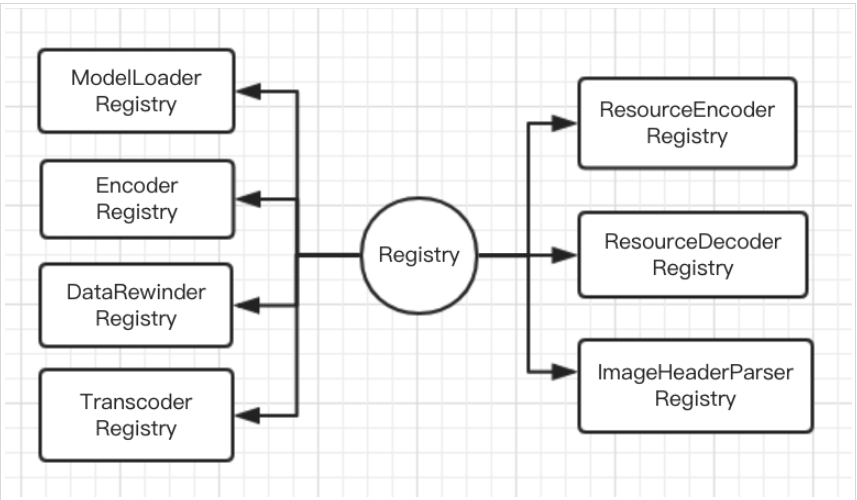 ModelLoader
Registry
Encoder
Registry
DataRewinder
Registry
Transcoder
Registry
Registry
ResourceEncoder
Registry
ResourceDecoder
Registry
ImageHeaderParser
Registry